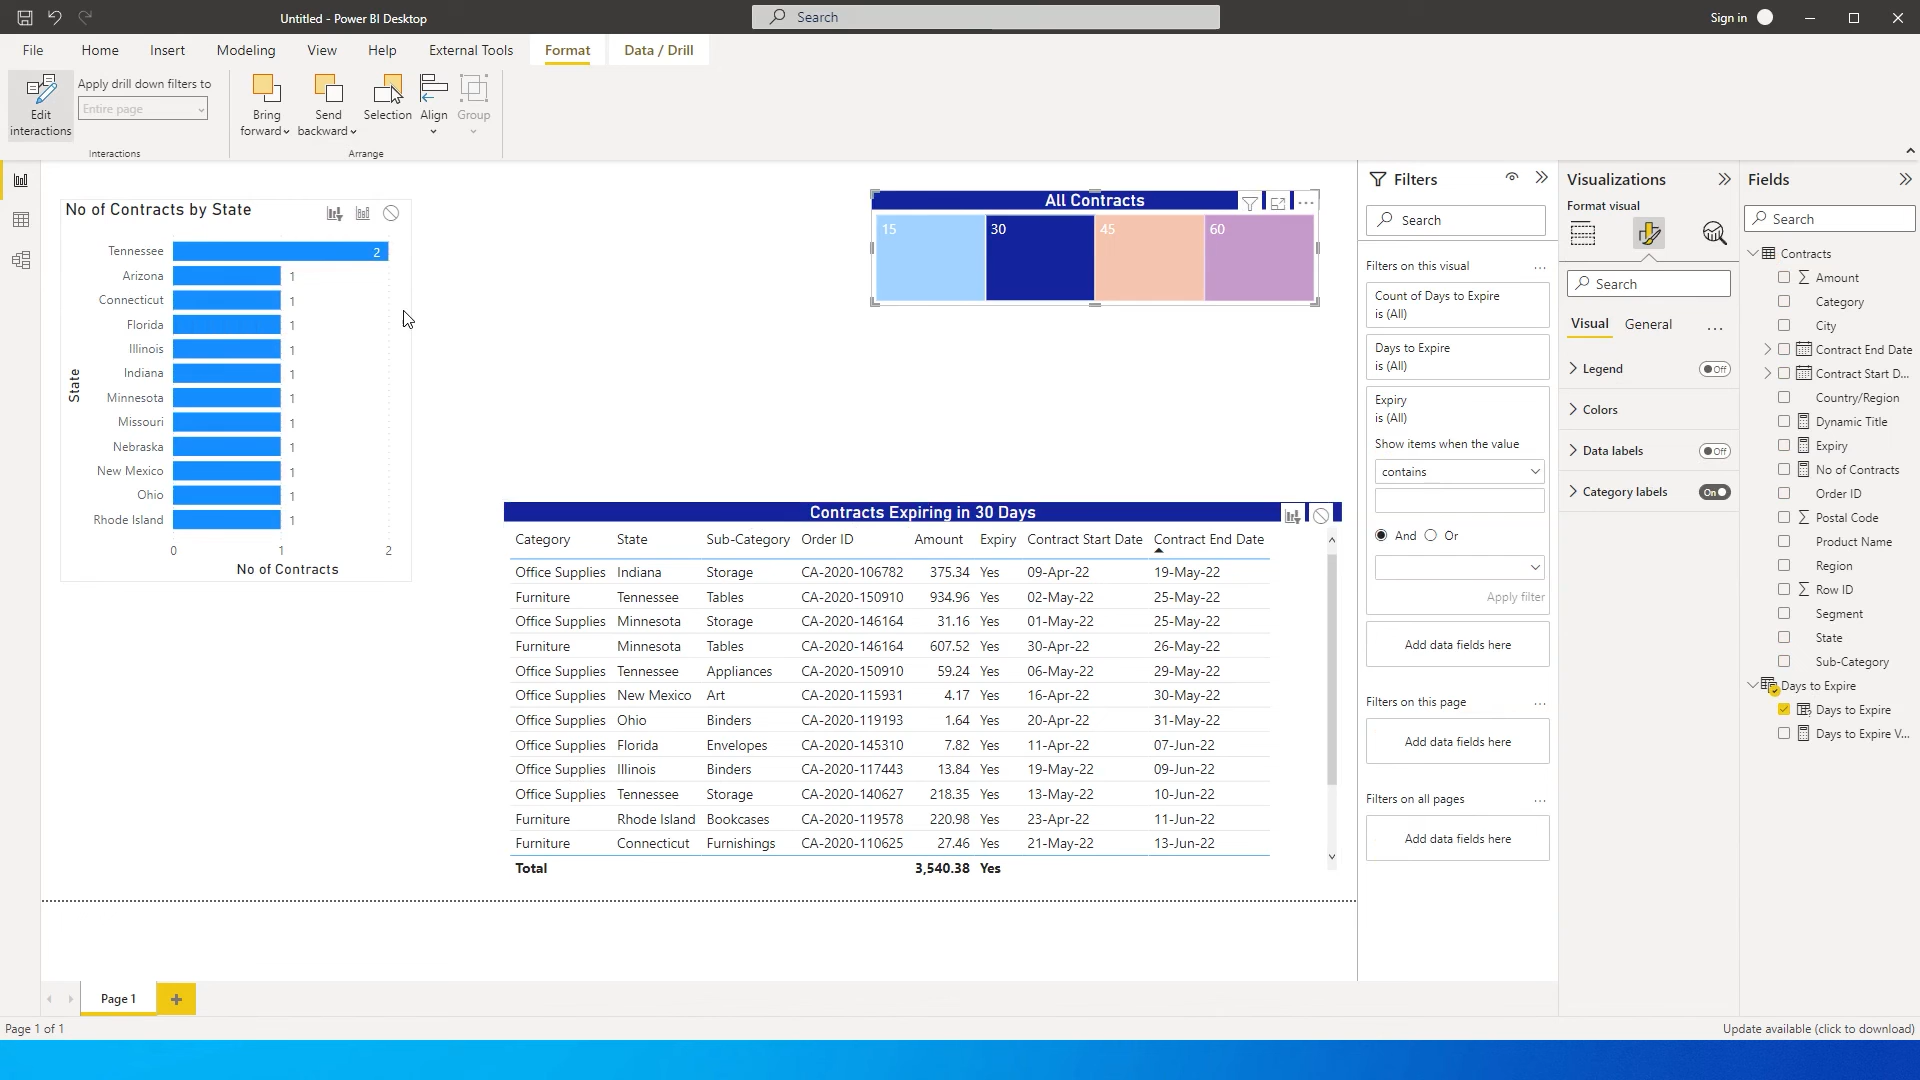 Untitled - Power BI Desktop
Search
Sign in
File Home Insert Modeling View Help External Tools Format Data / Drill
Edit interactions
Apply drill down filters to
Entire page
Bring forward
Send backward
Selection
Align
Group
Interactions
Arrange
No of Contracts by State
Tennessee 2
Arizona 1
Connecticut 1
Florida 1
Illinois 1
Indiana 1
Minnesota 1
Missouri 1
Nebraska 1
New Mexico 1
Ohio 1
Rhode Island 1
State
0 1 2
No of Contracts
All Contracts
15 30 45 60
Contracts Expiring in 30 Days
Category State Sub-Category Order ID Amount Expiry Contract Start Date Contract End Date
Office Supplies Indiana Storage CA-2020-106782 375.34 Yes 09-Apr-22 19-May-22
Furniture Tennessee Tables CA-2020-150910 934.96 Yes 02-May-22 25-May-22
Office Supplies Minnesota Storage CA-2020-146164 31.16 Yes 01-May-22 25-May-22
Furniture Minnesota Tables CA-2020-146164 607.52 Yes 30-Apr-22 26-May-22
Office Supplies Tennessee Appliances CA-2020-150910 59.24 Yes 06-May-22 29-May-22
Office Supplies New Mexico Art CA-2020-115931 4.17 Yes 16-Apr-22 30-May-22
Office Supplies Ohio Binders CA-2020-119193 1.64 Yes 20-Apr-22 31-May-22
Office Supplies Florida Envelopes CA-2020-145310 7.82 Yes 11-Apr-22 07-Jun-22
Office Supplies Illinois Binders CA-2020-117443 13.84 Yes 19-May-22 09-Jun-22
Office Supplies Tennessee Storage CA-2020-140627 218.35 Yes 13-May-22 10-Jun-22
Furniture Rhode Island Bookcases CA-2020-119578 220.98 Yes 23-Apr-22 11-Jun-22
Furniture Connecticut Furnishings CA-2020-110625 27.46 Yes 21-May-22 13-Jun-22
Total 3,540.38 Yes
Filters
Search
Filters on this visual ...
Count of Days to Expire
is (All)
Days to Expire
is (All)
Expiry
is (All)
Show items when the value
contains
And Or
Apply filter
Add data fields here
Filters on this page ...
Add data fields here
Filters on all pages ...
Add data fields here
Visualizations
Format visual
Search
Visual General ...
Legend Off
Colors
Data labels Off
Category labels On
Fields
Search
Contracts
Amount
Category
City
Contract End Date
Contract Start D...
Country/Region
Dynamic Title
Expiry
No of Contracts
Order ID
Postal Code
Product Name
Region
Row ID
Segment
State
Sub-Category
Days to Expire
Days to Expire
Days to Expire V...
Page 1
Page 1 of 1
Update available (click to download)